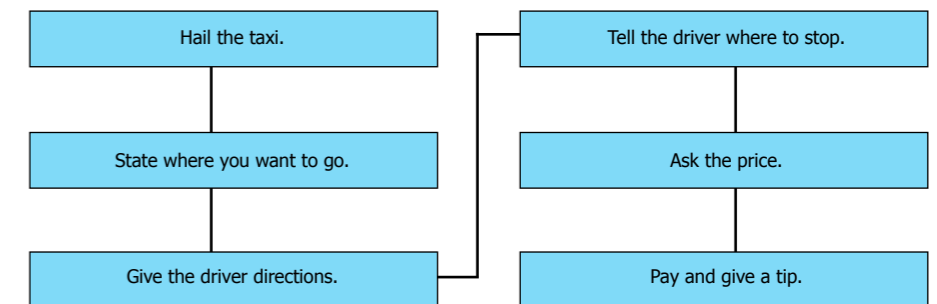 Hail the taxi.
State where you want to go.
Give the driver directions.
Tell the driver where to stop.
Ask the price.
Pay and give a tip.